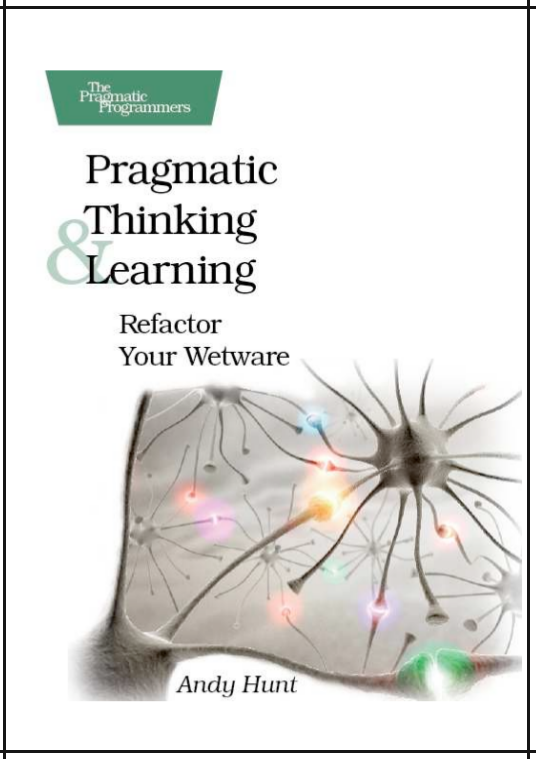 The
Pragmatic
Programmers
Pragmatic
Thinking
& Learning
Refactor
Your Wetware
Andy Hunt